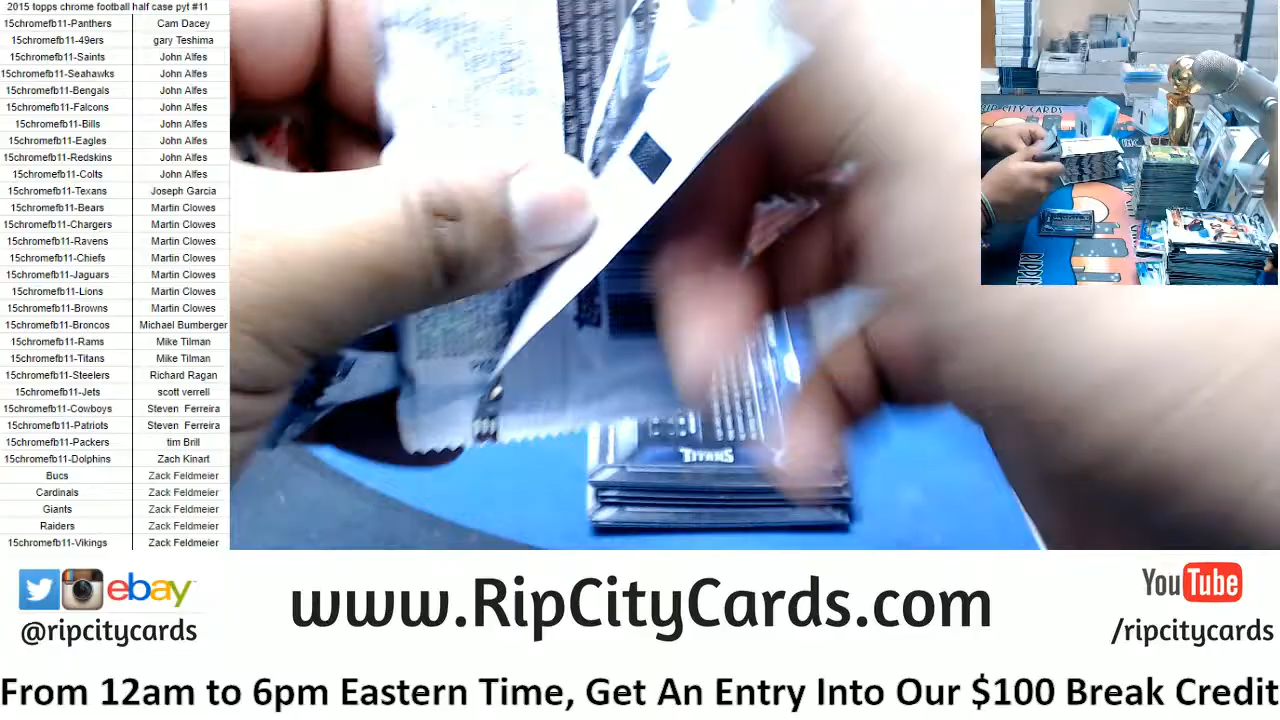 2015 topps chrome football half case pyt #11
15chromefb11-Panthers Cam Dacey
15chromefb11-49ers gary Teshima
15chromefb11-Saints John Alfes
15chromefb11-Seahawks John Alfes
15chromefb11-Bengals John Alfes
15chromefb11-Falcons John Alfes
15chromefb11-Bills John Alfes
15chromefb11-Eagles John Alfes
15chromefb11-Redskins John Alfes
15chromefb11-Colts John Alfes
15chromefb11-Texans Joseph Garcia
15chromefb11-Bears Martin Clowes
15chromefb11-Chargers Martin Clowes
15chromefb11-Ravens Martin Clowes
15chromefb11-Chiefs Martin Clowes
15chromefb11-Jaguars Martin Clowes
15chromefb11-Lions Martin Clowes
15chromefb11-Browns Martin Clowes
15chromefb11-Broncos Michael Bumberger
15chromefb11-Rams Mike Tilman
15chromefb11-Titans Mike Tilman
15chromefb11-Steelers Richard Ragan
15chromefb11-Jets scott verrell
15chromefb11-Cowboys Steven Ferreira
15chromefb11-Patriots Steven Ferreira
15chromefb11-Packers tim Brill
15chromefb11-Dolphins Zach Kinart
Bucs Zack Feldmeier
Cardinals Zack Feldmeier
Giants Zack Feldmeier
Raiders Zack Feldmeier
15chromefb11-Vikings Zack Feldmeier
TITANS
RIP CITY CARDS
RIPPIN
ebay
@ripcitycards
www.RipCityCards.com
YouTube
/ripcitycards
From 12am to 6pm Eastern Time, Get An Entry Into Our $100 Break Credit